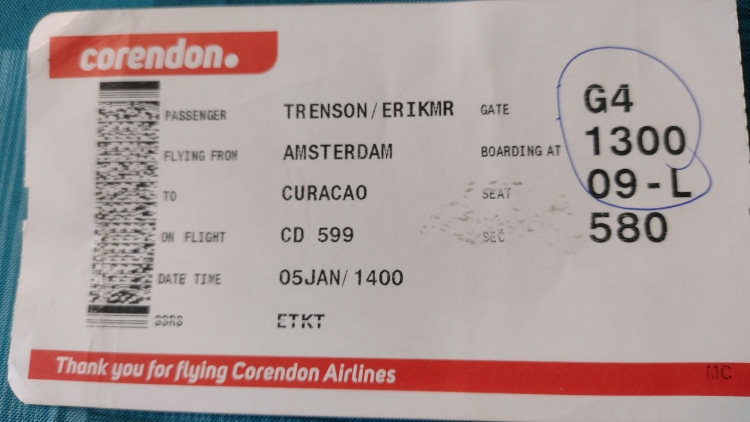 corendon.
PASSENGER TRENSON/ERIKMR GATE G4
FLYING FROM AMSTERDAM BOARDING AT 1300
TO CURACAO SEAT 09-L
ON FLIGHT CD 599 SEC 580
DATE TIME 05JAN/1400
SSRS ETKT
Thank you for flying Corendon Airlines MC